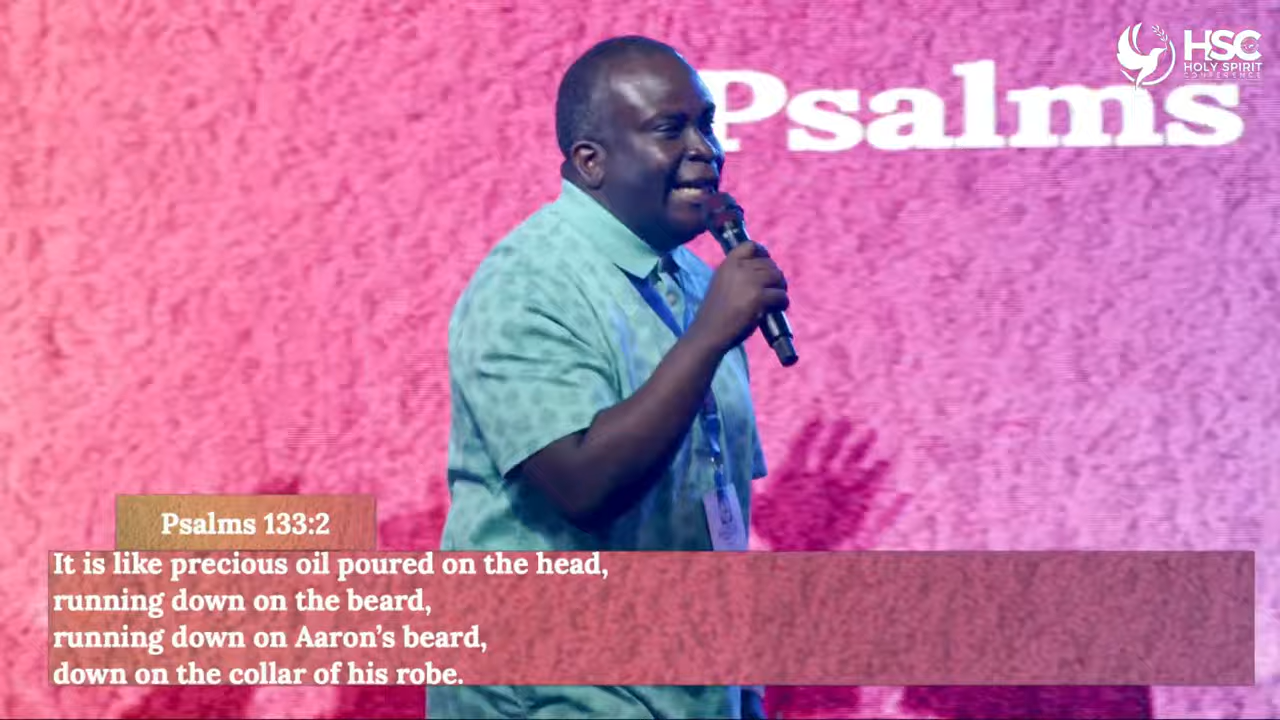 HSC
HOLY SPIRIT
CONFERENCE
Psalms
Psalms 133:2
It is like precious oil poured on the head,
running down on the beard,
running down on Aaron’s beard,
down on the collar of his robe.